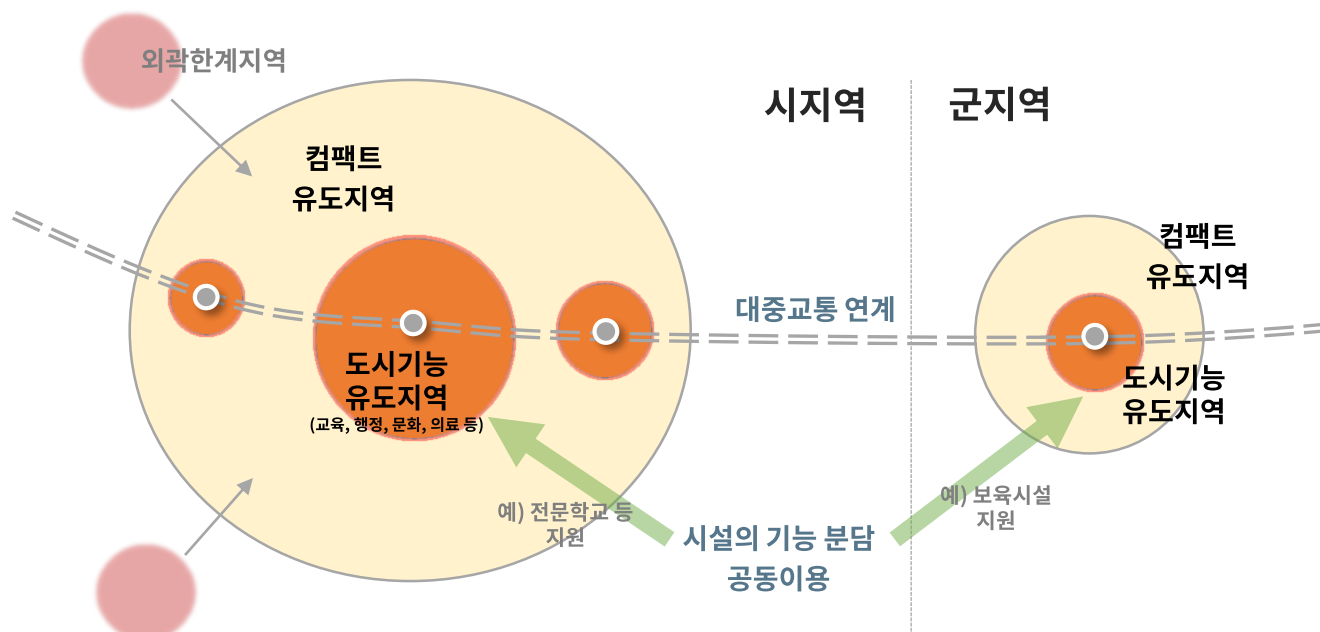 외곽한계지역
시지역
군지역
컴팩트
유도지역
컴팩트
유도지역
대중교통 연계
도시기능
유도지역
(교육, 행정, 문화, 의료 등)
도시기능
유도지역
예) 전문학교 등
지원
예) 보육시설
지원
시설의 기능 분담
공동이용